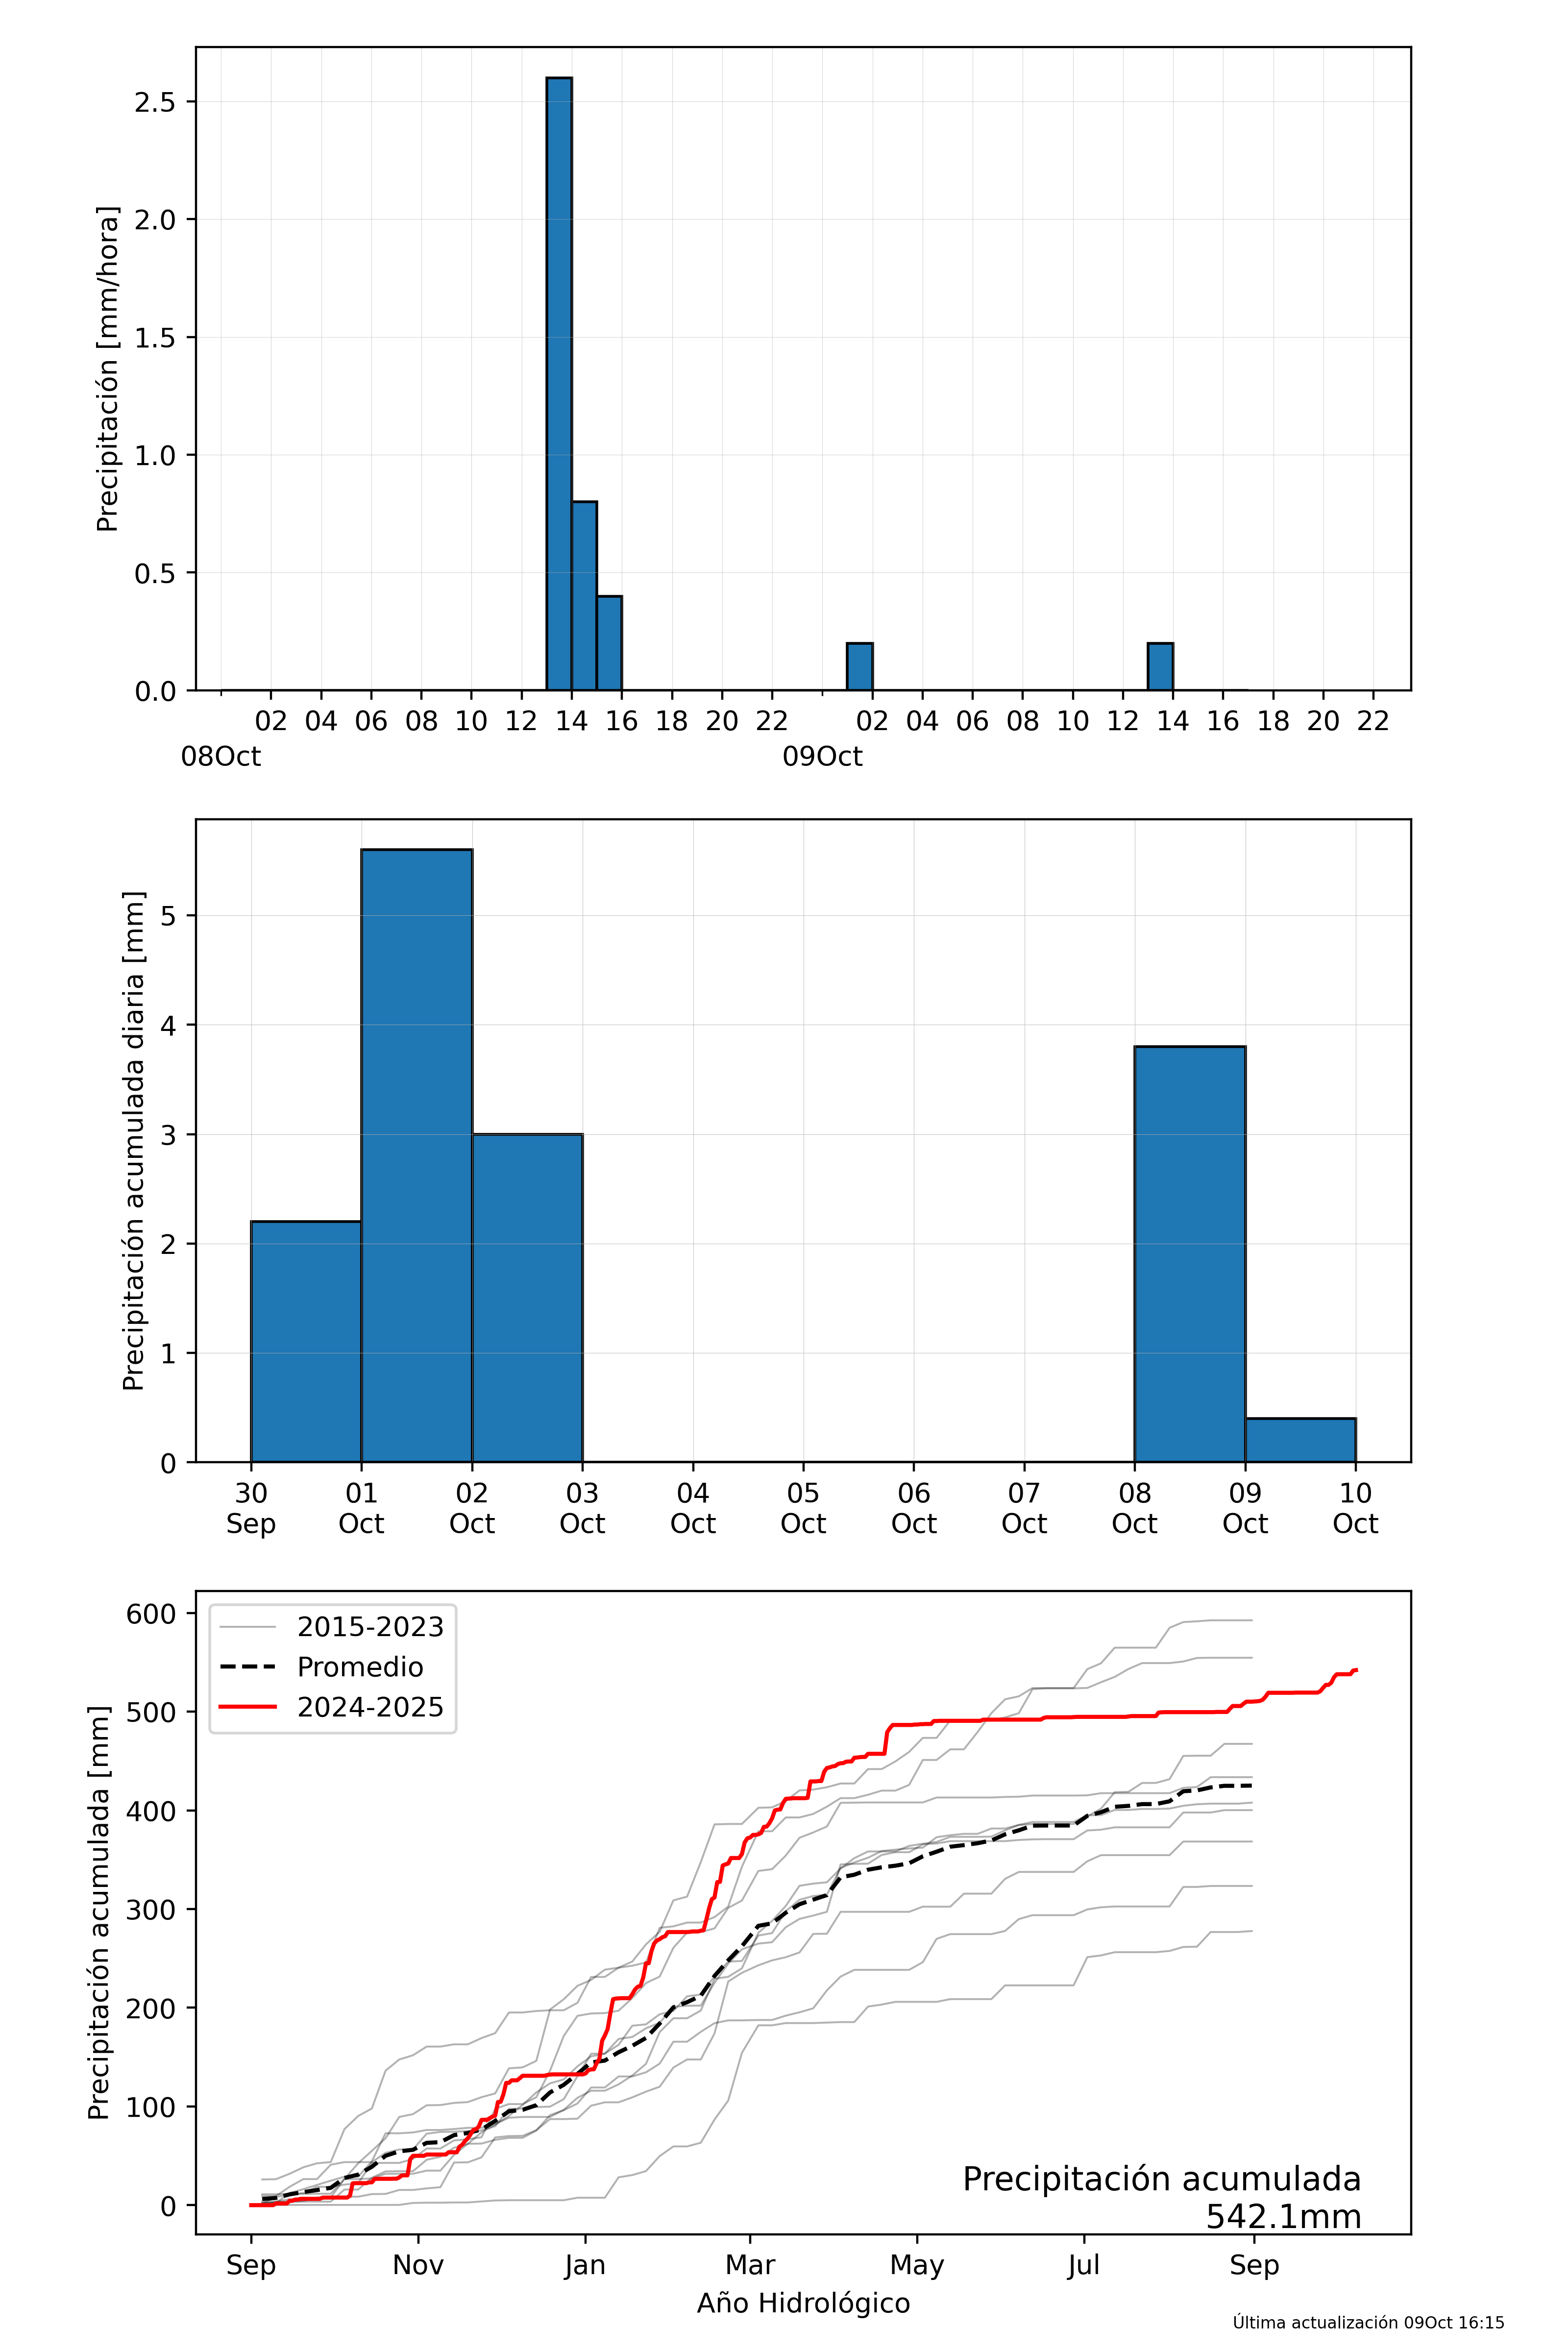 Precipitación [mm/hora]
2.5
2.0
1.5
1.0
0.5
0.0
02 04 06 08 10 12 14 16 18 20 22 02 04 06 08 10 12 14 16 18 20 22
08Oct 09Oct
Precipitación acumulada diaria [mm]
5
4
3
2
1
0
30 01 02 03 04 05 06 07 08 09 10
Sep Oct Oct Oct Oct Oct Oct Oct Oct Oct Oct
Precipitación acumulada [mm]
600
500
400
300
200
100
0
2015-2023
Promedio
2024-2025
Precipitación acumulada
542.1mm
Sep Nov Jan Mar May Jul Sep
Año Hidrológico
Última actualización 09Oct 16:15